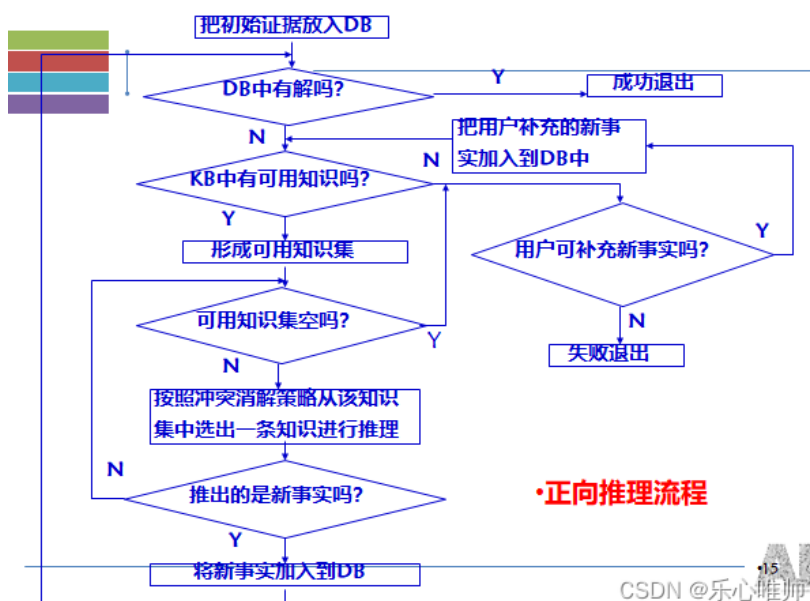 把初始证据放入DB
DB中有解吗?
Y
成功退出
N
把用户补充的新事
实加入到DB中
N
KB中有可用知识吗?
Y
形成可用知识集
用户可补充新事实吗?
Y
可用知识集空吗?
Y
N
N
失败退出
按照冲突消解策略从该知识
集中选出一条知识进行推理
N
推出的是新事实吗?
•正向推理流程
Y
将新事实加入到DB
•15
AI
CSDN @乐心唯帅